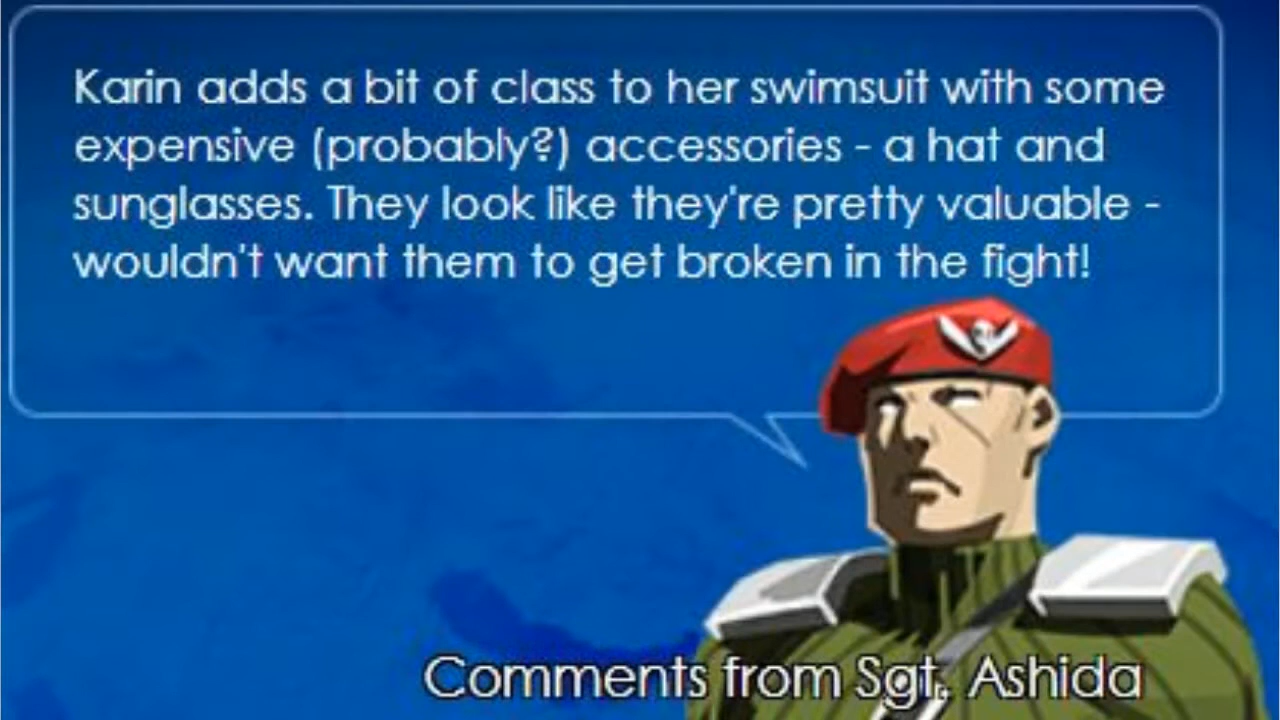 Karin adds a bit of class to her swimsuit with some
expensive (probably?) accessories - a hat and
sunglasses. They look like they're pretty valuable -
wouldn't want them to get broken in the fight!
Comments from Sgt. Ashida